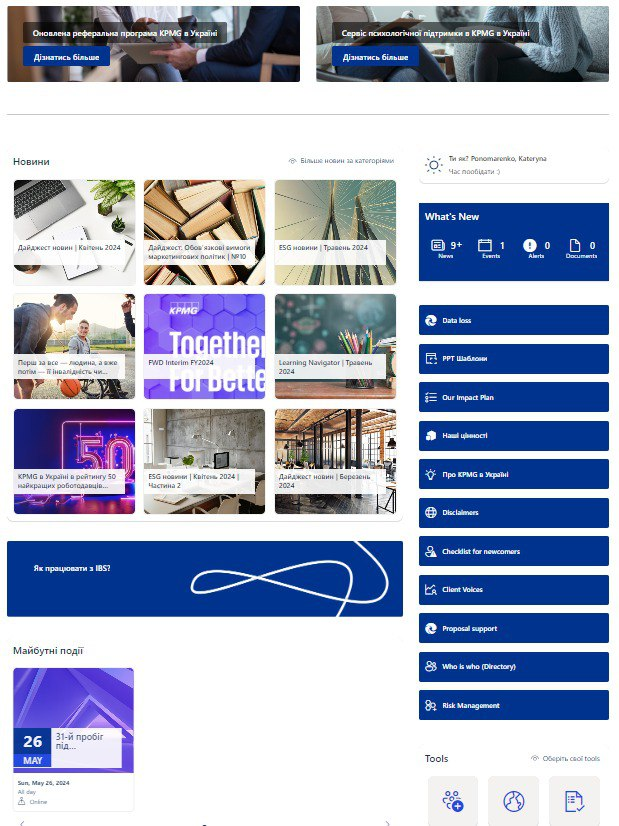 Оновлена реферальна програма KPMG в Україні
Дізнатись більше
Сервіс психологічної підтримки в KPMG в Україні
Дізнатись більше
Новини
Більше новин за категоріями
Дайджест новин | Квітень 2024
Дайджест: Обов'язкові вимоги
маркетингових політик | №10
ESG новини | Травень 2024
Перш за все — людина, а вже
потім — її інвалідність чи...
KPMG
Together
For Bette
FWD Interim FY2024
Learning Navigator | Травень
2024
50
KPMG в Україні в рейтингу 50
найкращих роботодавців...
ESG новини | Квітень 2024 |
Частина 2
Дайджест новин | Березень
2024
Як працювати з IBS?
Майбутні події
26
MAY
31-й пробіг
під...
Sun, May 26, 2024
All day
Online
Ти як? Ponomarenko, Kateryna
Час пообідати :)
What's New
9+ 1 0 0
News Events Alerts Documents
Data loss
PPT Шаблони
Our Impact Plan
Наші цінності
Про KPMG в Україні
Disclaimers
Checklist for newcomers
Client Voices
Proposal support
Who is who (Directory)
Risk Management
Tools
Оберіть свої tools